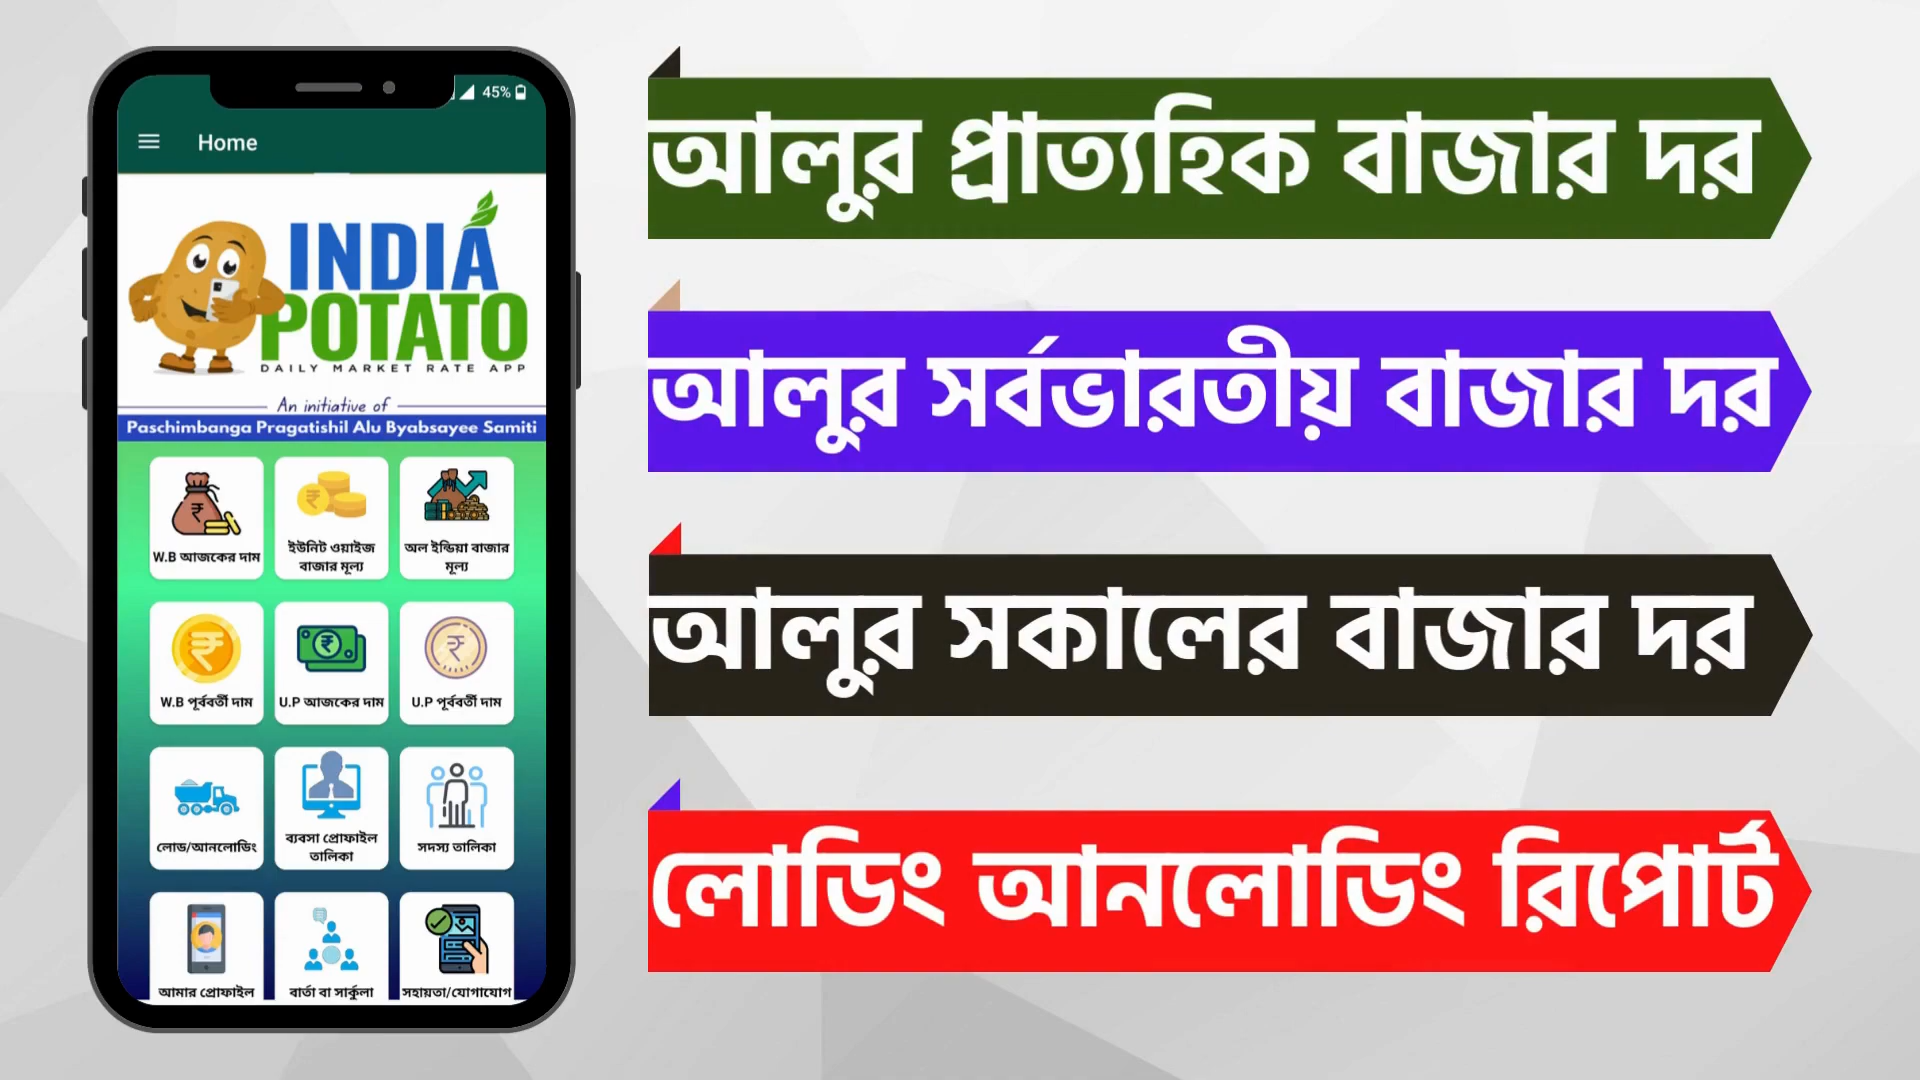 45%
Home
INDIA
POTATO
DAILY MARKET RATE APP
An initiative of
Paschimbanga Pragatishil Alu Byabsayee Samiti
W.B আজকের দাম
ইউনিট ওয়াইজ
বাজার মূল্য
অল ইন্ডিয়া বাজার
মূল্য
W.B পূর্ববর্তী দাম
U.P আজকের দাম
U.P পূর্ববর্তী দাম
লোড/আনলোডিং
ব্যবসা প্রোফাইল
তালিকা
সদস্য তালিকা
আমার প্রোফাইল
বার্তা বা সার্কুলা
সহায়তা/যোগাযোগ
আলুর প্রাত্যহিক বাজার দর
আলুর সর্বভারতীয় বাজার দর
আলুর সকালের বাজার দর
লোডিং আনলোডিং রিপোর্ট